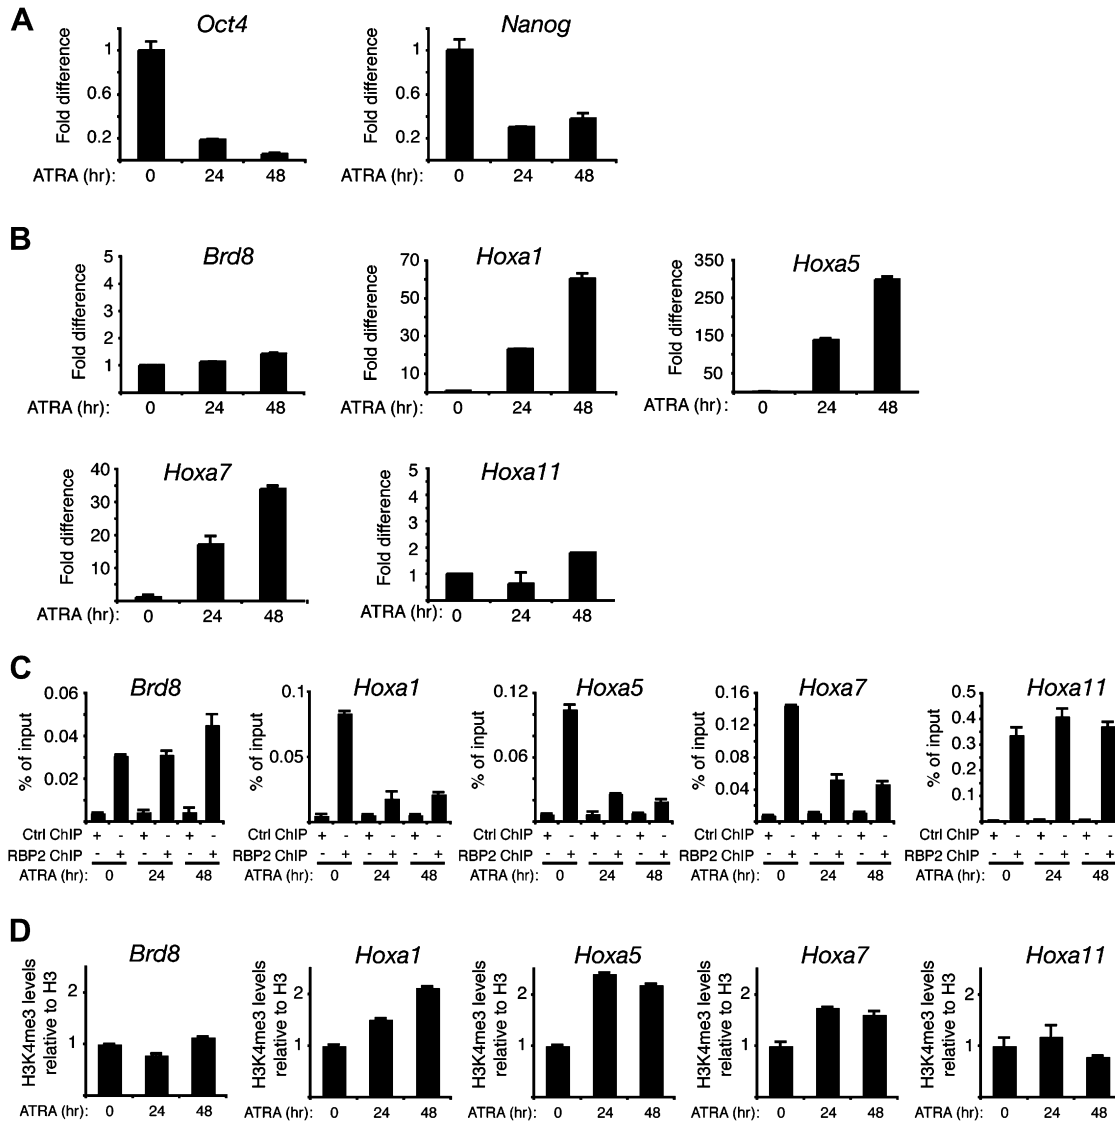 A
Oct4
Nanog
Fold difference
1
0.6
0.2
ATRA (hr):
0
24
48
Fold difference
1
0.6
0.2
ATRA (hr):
0
24
48
B
Brd8
Hoxa1
Hoxa5
Fold difference
5
4
3
2
1
ATRA (hr):
0
24
48
Fold difference
70
50
30
10
ATRA (hr):
0
24
48
Fold difference
350
250
150
50
ATRA (hr):
0
24
48
Hoxa7
Hoxa11
Fold difference
40
30
20
10
ATRA (hr):
0
24
48
Fold difference
5
4
3
2
1
ATRA (hr):
0
24
48
C
Brd8
Hoxa1
Hoxa5
Hoxa7
Hoxa11
% of input
0.06
0.04
0.02
Ctrl ChIP + - + - + -
RBP2 ChIP - + - + - +
ATRA (hr): 0 24 48
% of input
0.1
0.05
Ctrl ChIP + - + - + -
RBP2 ChIP - + - + - +
ATRA (hr): 0 24 48
% of input
0.12
0.06
Ctrl ChIP + - + - + -
RBP2 ChIP - + - + - +
ATRA (hr): 0 24 48
% of input
0.16
0.12
0.08
0.04
Ctrl ChIP + - + - + -
RBP2 ChIP - + - + - +
ATRA (hr): 0 24 48
% of input
0.5
0.4
0.3
0.2
0.1
Ctrl ChIP + - + - + -
RBP2 ChIP - + - + - +
ATRA (hr): 0 24 48
D
Brd8
Hoxa1
Hoxa5
Hoxa7
Hoxa11
H3K4me3 levels
relative to H3
2
1
ATRA (hr): 0 24 48
H3K4me3 levels
relative to H3
2
1
ATRA (hr): 0 24 48
H3K4me3 levels
relative to H3
2
1
ATRA (hr): 0 24 48
H3K4me3 levels
relative to H3
2
1
ATRA (hr): 0 24 48
H3K4me3 levels
relative to H3
2
1
ATRA (hr): 0 24 48